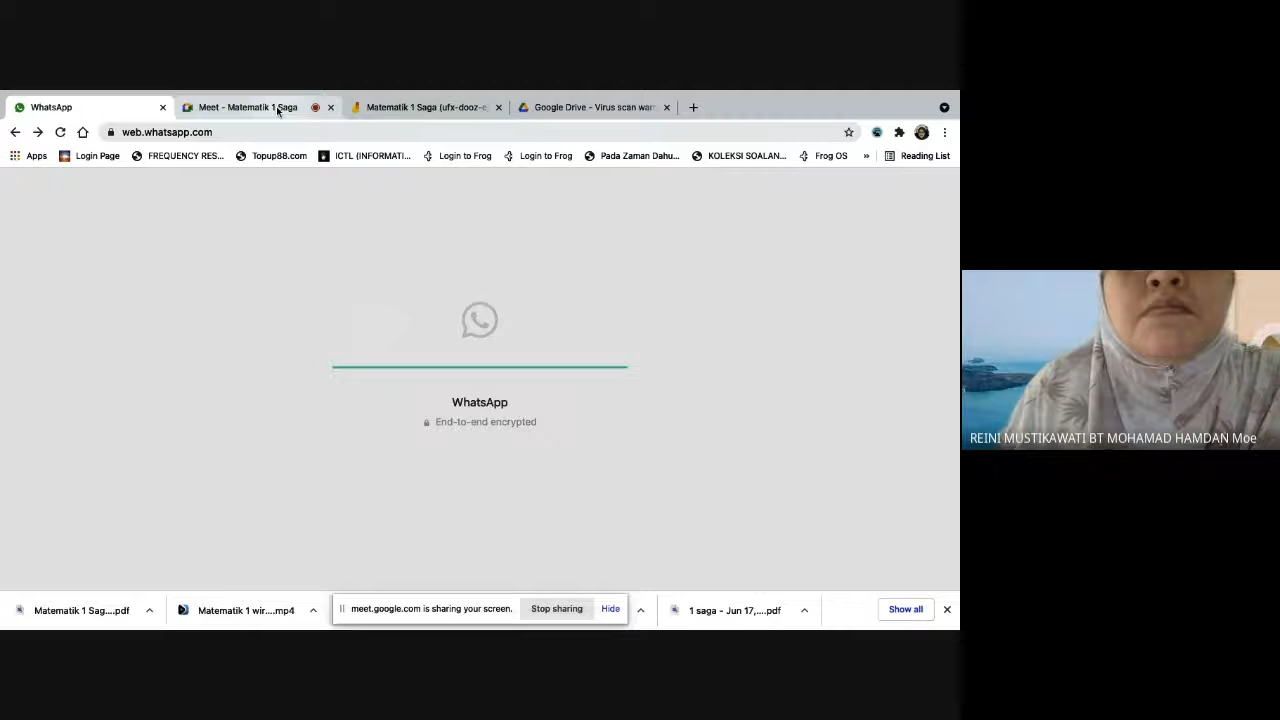 WhatsApp
Meet - Matematik 1 Saga
Matematik 1 Saga (ufx-dooz-e
Google Drive - Virus scan warn
web.whatsapp.com
Apps
Login Page
FREQUENCY RES...
Topup88.com
ICTL (INFORMATI...
Login to Frog
Login to Frog
Pada Zaman Dahu...
KOLEKSI SOALAN...
Frog OS
»
Reading List
WhatsApp
End-to-end encrypted
REINI MUSTIKAWATI BT MOHAMAD HAMDAN Moe
Matematik 1 Sag....pdf
Matematik 1 wir....mp4
meet.google.com is sharing your screen.
Stop sharing
Hide
1 saga - Jun 17,....pdf
Show all